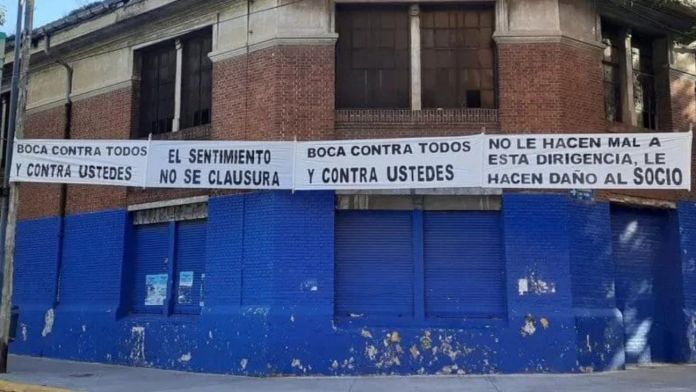 BOCA CONTRA TODOS
Y CONTRA USTEDES
EL SENTIMIENTO
NO SE CLAUSURA
BOCA CONTRA TODOS
Y CONTRA USTEDES
NO LE HACEN MAL A
ESTA DIRIGENCIA, LE
HACEN DAÑO AL SOCIO